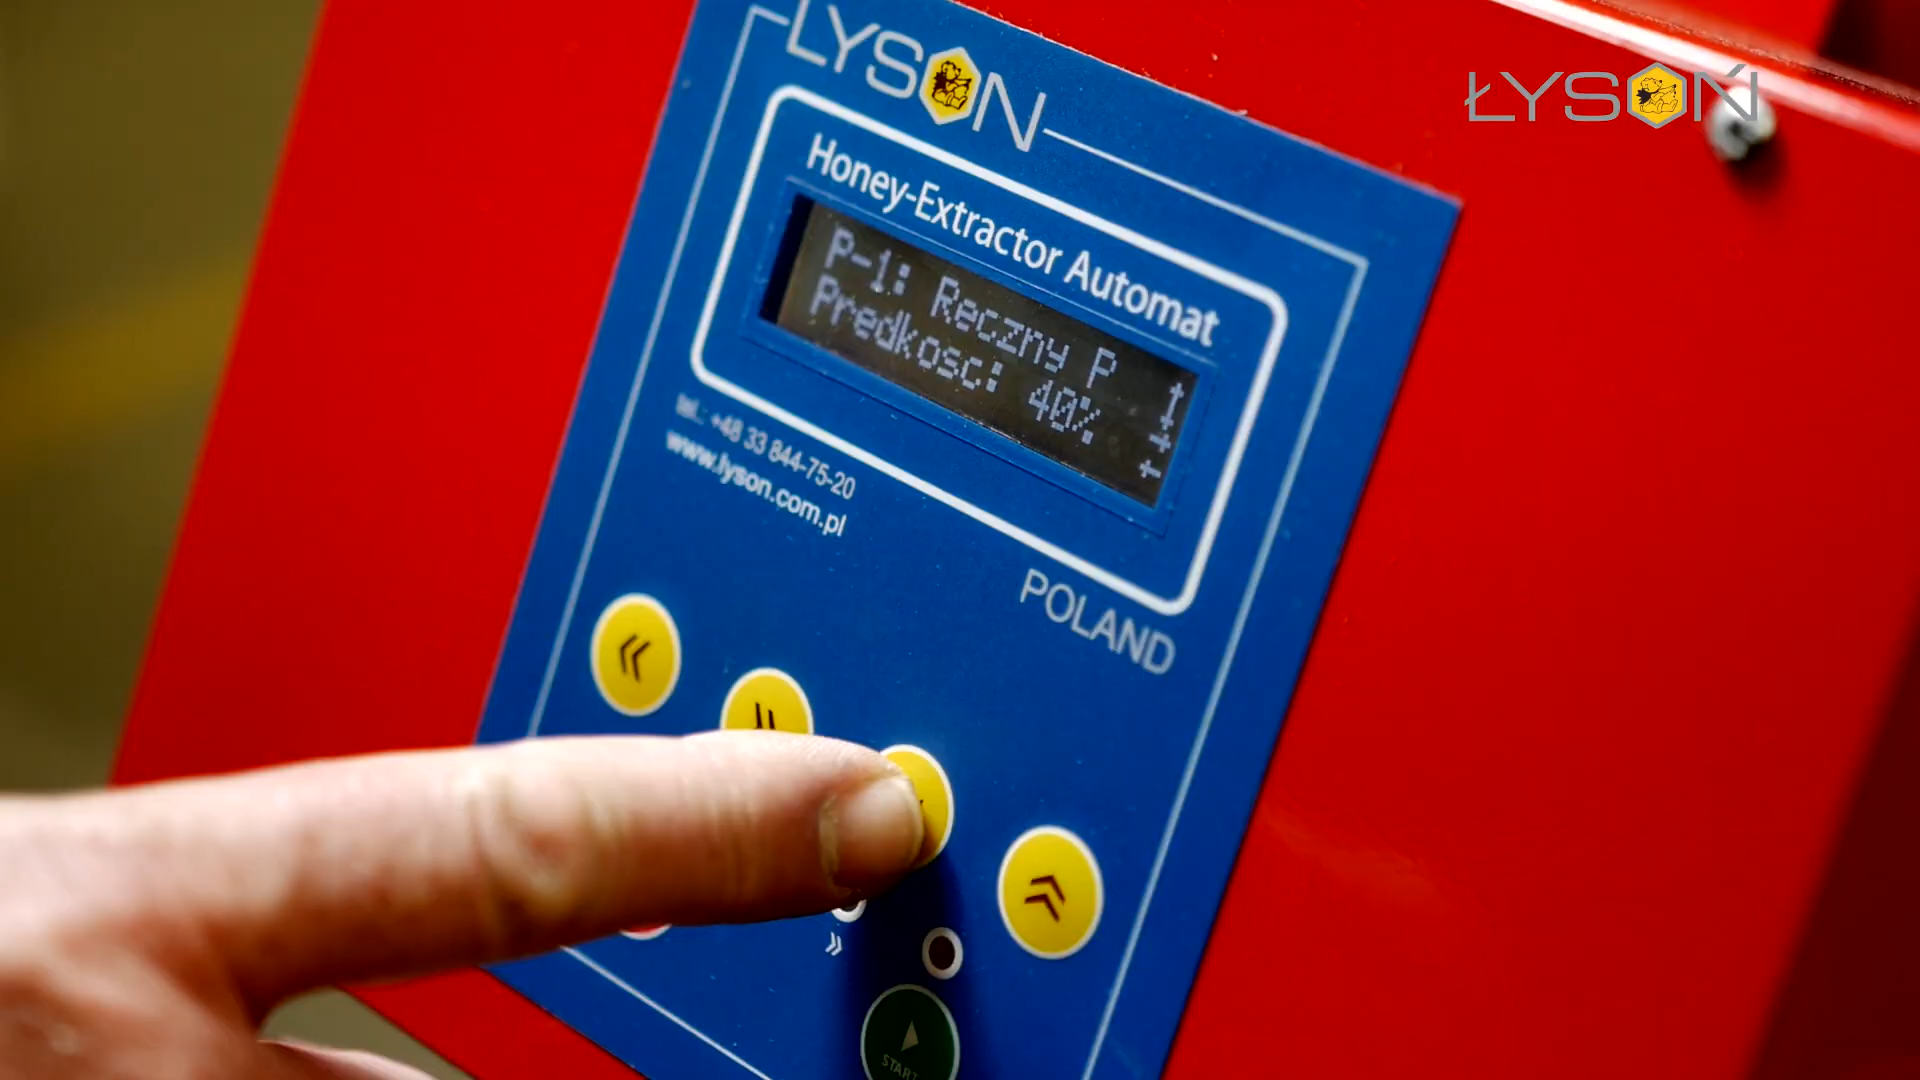 ŁYSOŃ
ŁYSOŃ
Honey-Extractor Automat
P-1: Reczny P
Predkosc: 40%
tel.: +48 33 844-75-20
www.lyson.com.pl
POLAND
START